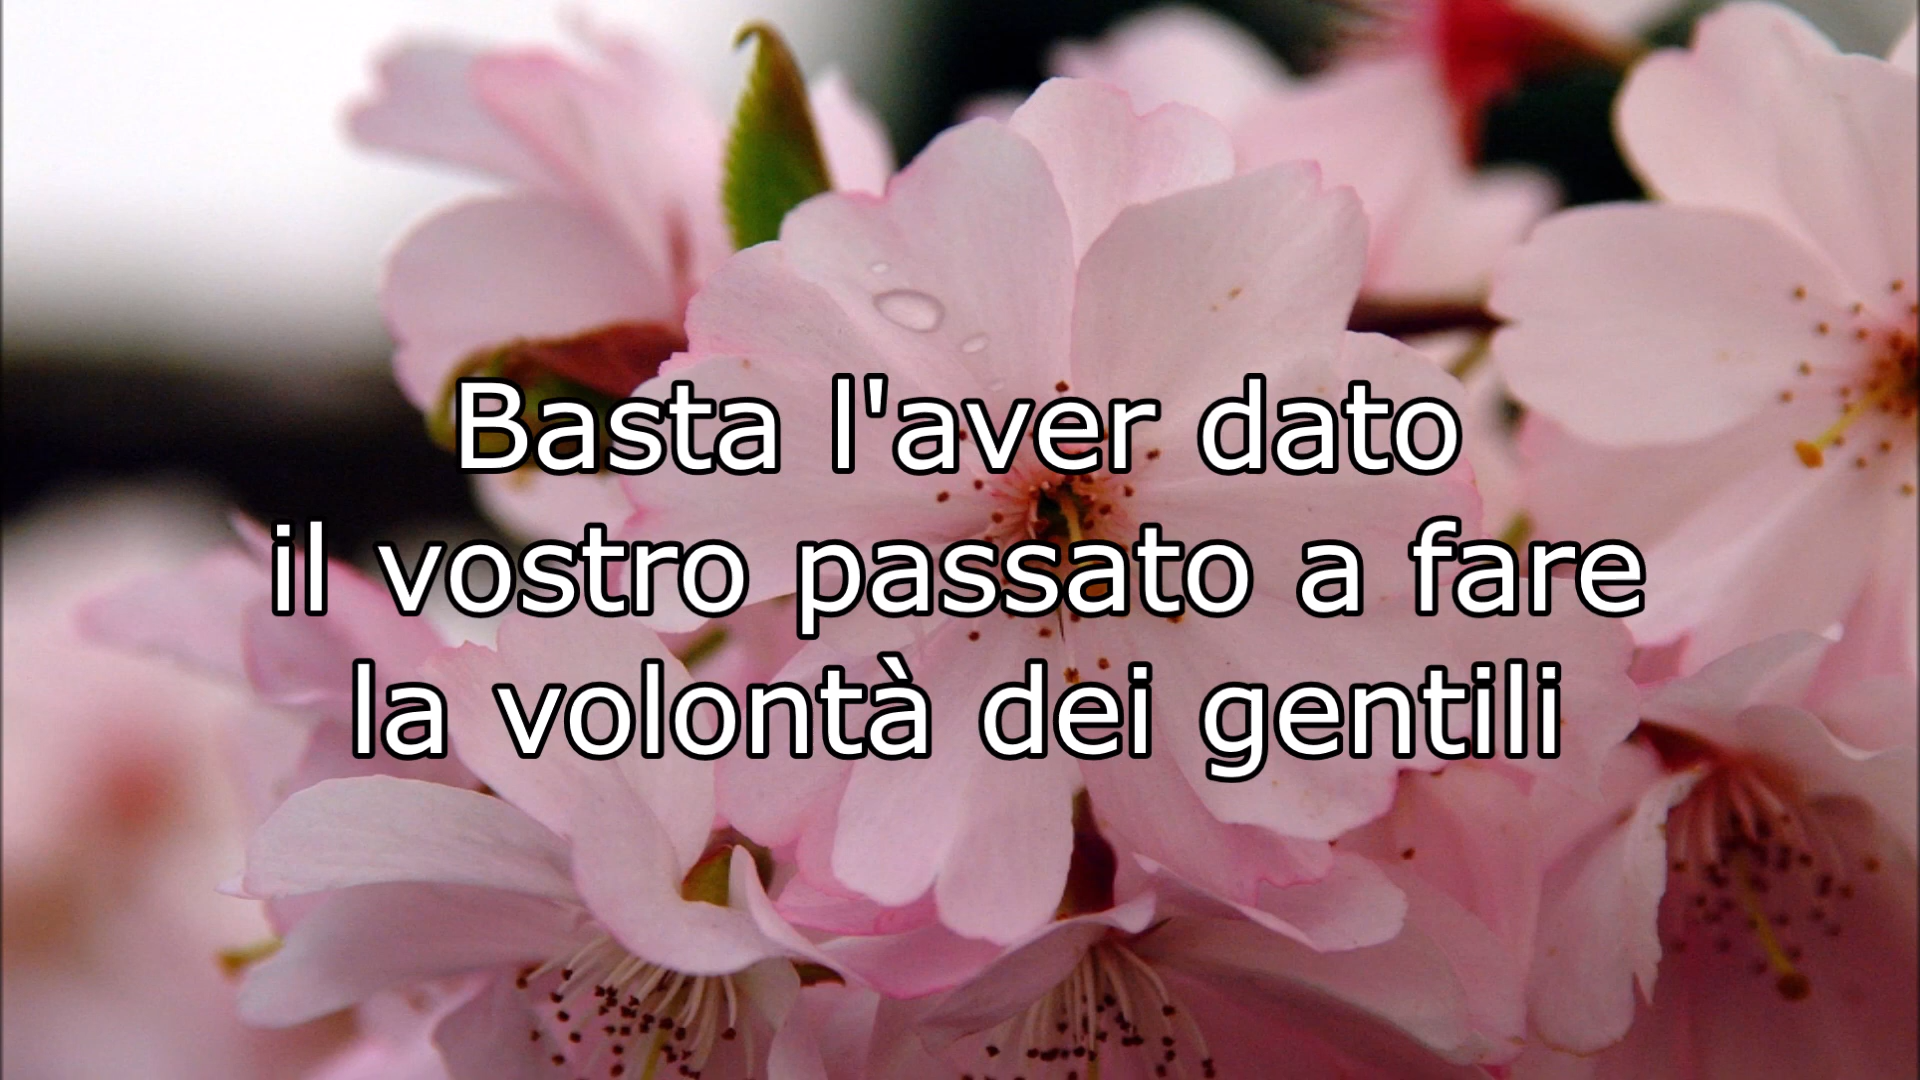 Basta l'aver dato
il vostro passato a fare
la volontà dei gentili